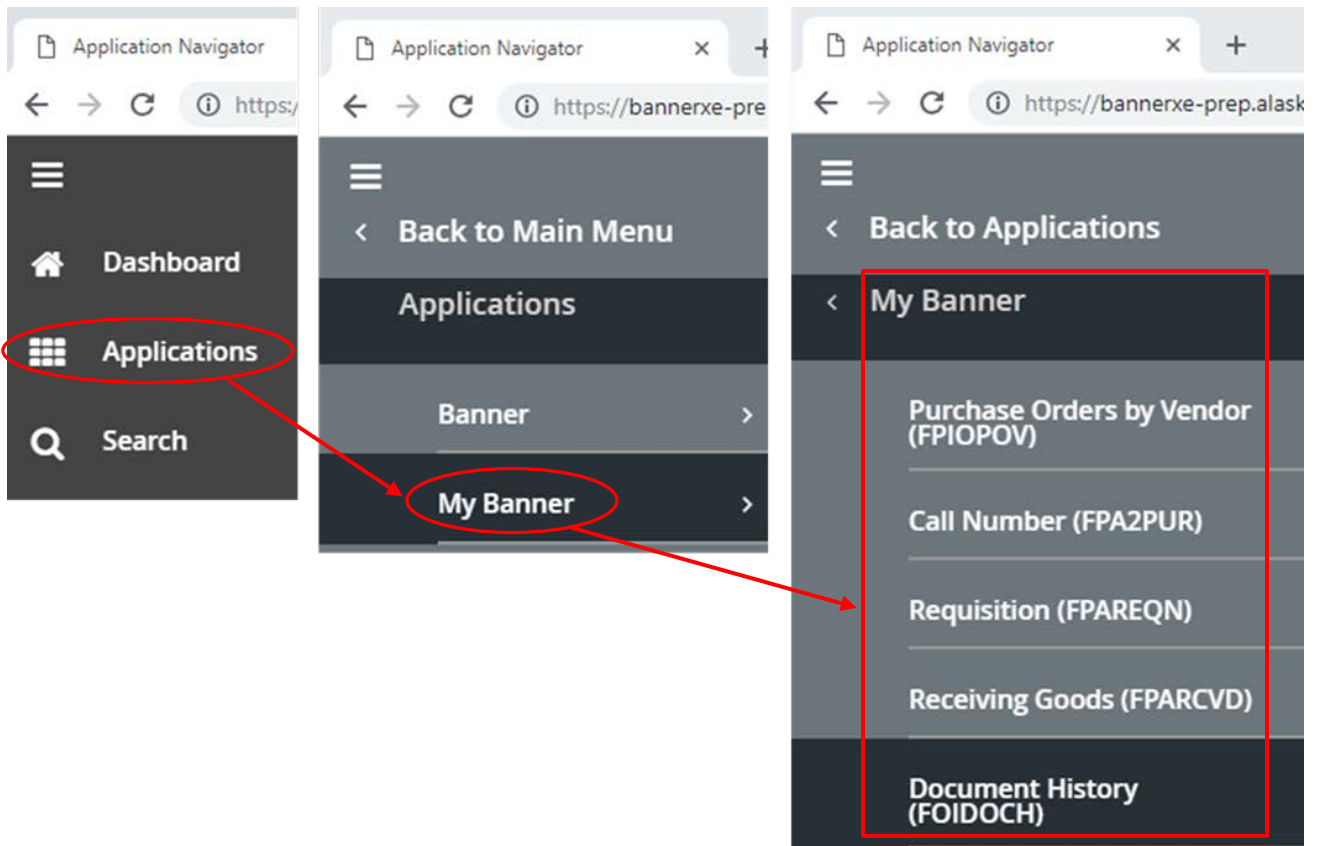 Application Navigator
https:/
Dashboard
Applications
Search
Application Navigator
https://bannerxe-pre
Back to Main Menu
Applications
Banner
My Banner
Application Navigator
https://bannerxe-prep.alask
Back to Applications
My Banner
Purchase Orders by Vendor
(FPIOPOV)
Call Number (FPA2PUR)
Requisition (FPAREQN)
Receiving Goods (FPARCVD)
Document History
(FOIDOCH)